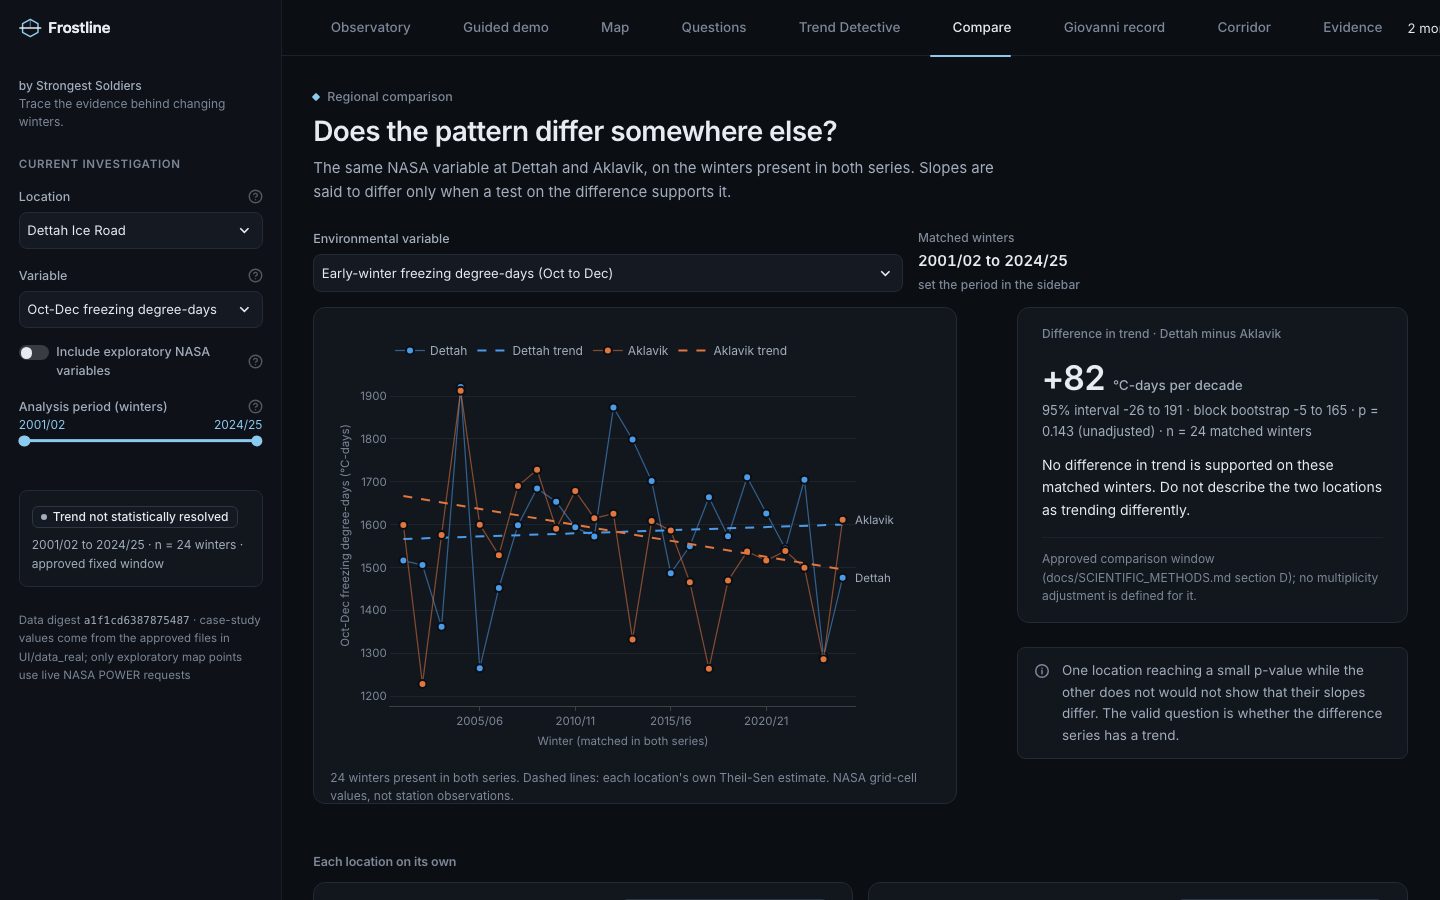 Frostline
Observatory
Guided demo
Map
Questions
Trend Detective
Compare
Giovanni record
Corridor
Evidence
2 mo
by Strongest Soldiers
Trace the evidence behind changing
winters.
CURRENT INVESTIGATION
Location
Dettah Ice Road
Variable
Oct-Dec freezing degree-days
Include exploratory NASA
variables
Analysis period (winters)
2001/02
2024/25
Trend not statistically resolved
2001/02 to 2024/25 · n = 24 winters ·
approved fixed window
Data digest a1f1cd6387875487 · case-study
values come from the approved files in
UI/data_real; only exploratory map points
use live NASA POWER requests
Regional comparison
Does the pattern differ somewhere else?
The same NASA variable at Dettah and Aklavik, on the winters present in both series. Slopes are
said to differ only when a test on the difference supports it.
Environmental variable
Early-winter freezing degree-days (Oct to Dec)
Matched winters
2001/02 to 2024/25
set the period in the sidebar
Dettah
Dettah trend
Aklavik
Aklavik trend
Oct-Dec freezing degree-days (°C-days)
1900
1800
1700
1600
1500
1400
1300
1200
Aklavik
Dettah
2005/06
2010/11
2015/16
2020/21
Winter (matched in both series)
24 winters present in both series. Dashed lines: each location's own Theil-Sen estimate. NASA grid-cell
values, not station observations.
Difference in trend · Dettah minus Aklavik
+82 °C-days per decade
95% interval -26 to 191 · block bootstrap -5 to 165 · p =
0.143 (unadjusted) · n = 24 matched winters
No difference in trend is supported on these
matched winters. Do not describe the two locations
as trending differently.
Approved comparison window
(docs/SCIENTIFIC_METHODS.md section D); no multiplicity
adjustment is defined for it.
One location reaching a small p-value while the
other does not would not show that their slopes
differ. The valid question is whether the difference
series has a trend.
Each location on its own